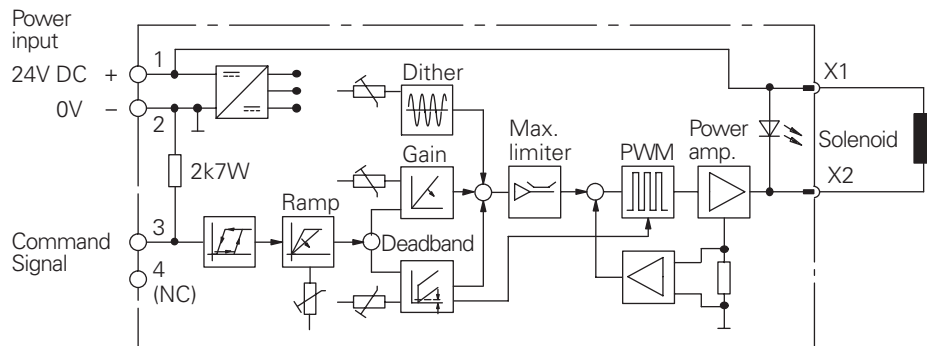 Power
input
24V DC +
1
0V −
2
2k7W
Command
Signal
3
4
(NC)
Dither
Gain
Ramp
Deadband
Max.
limiter
PWM
Power
amp.
X1
Solenoid
X2